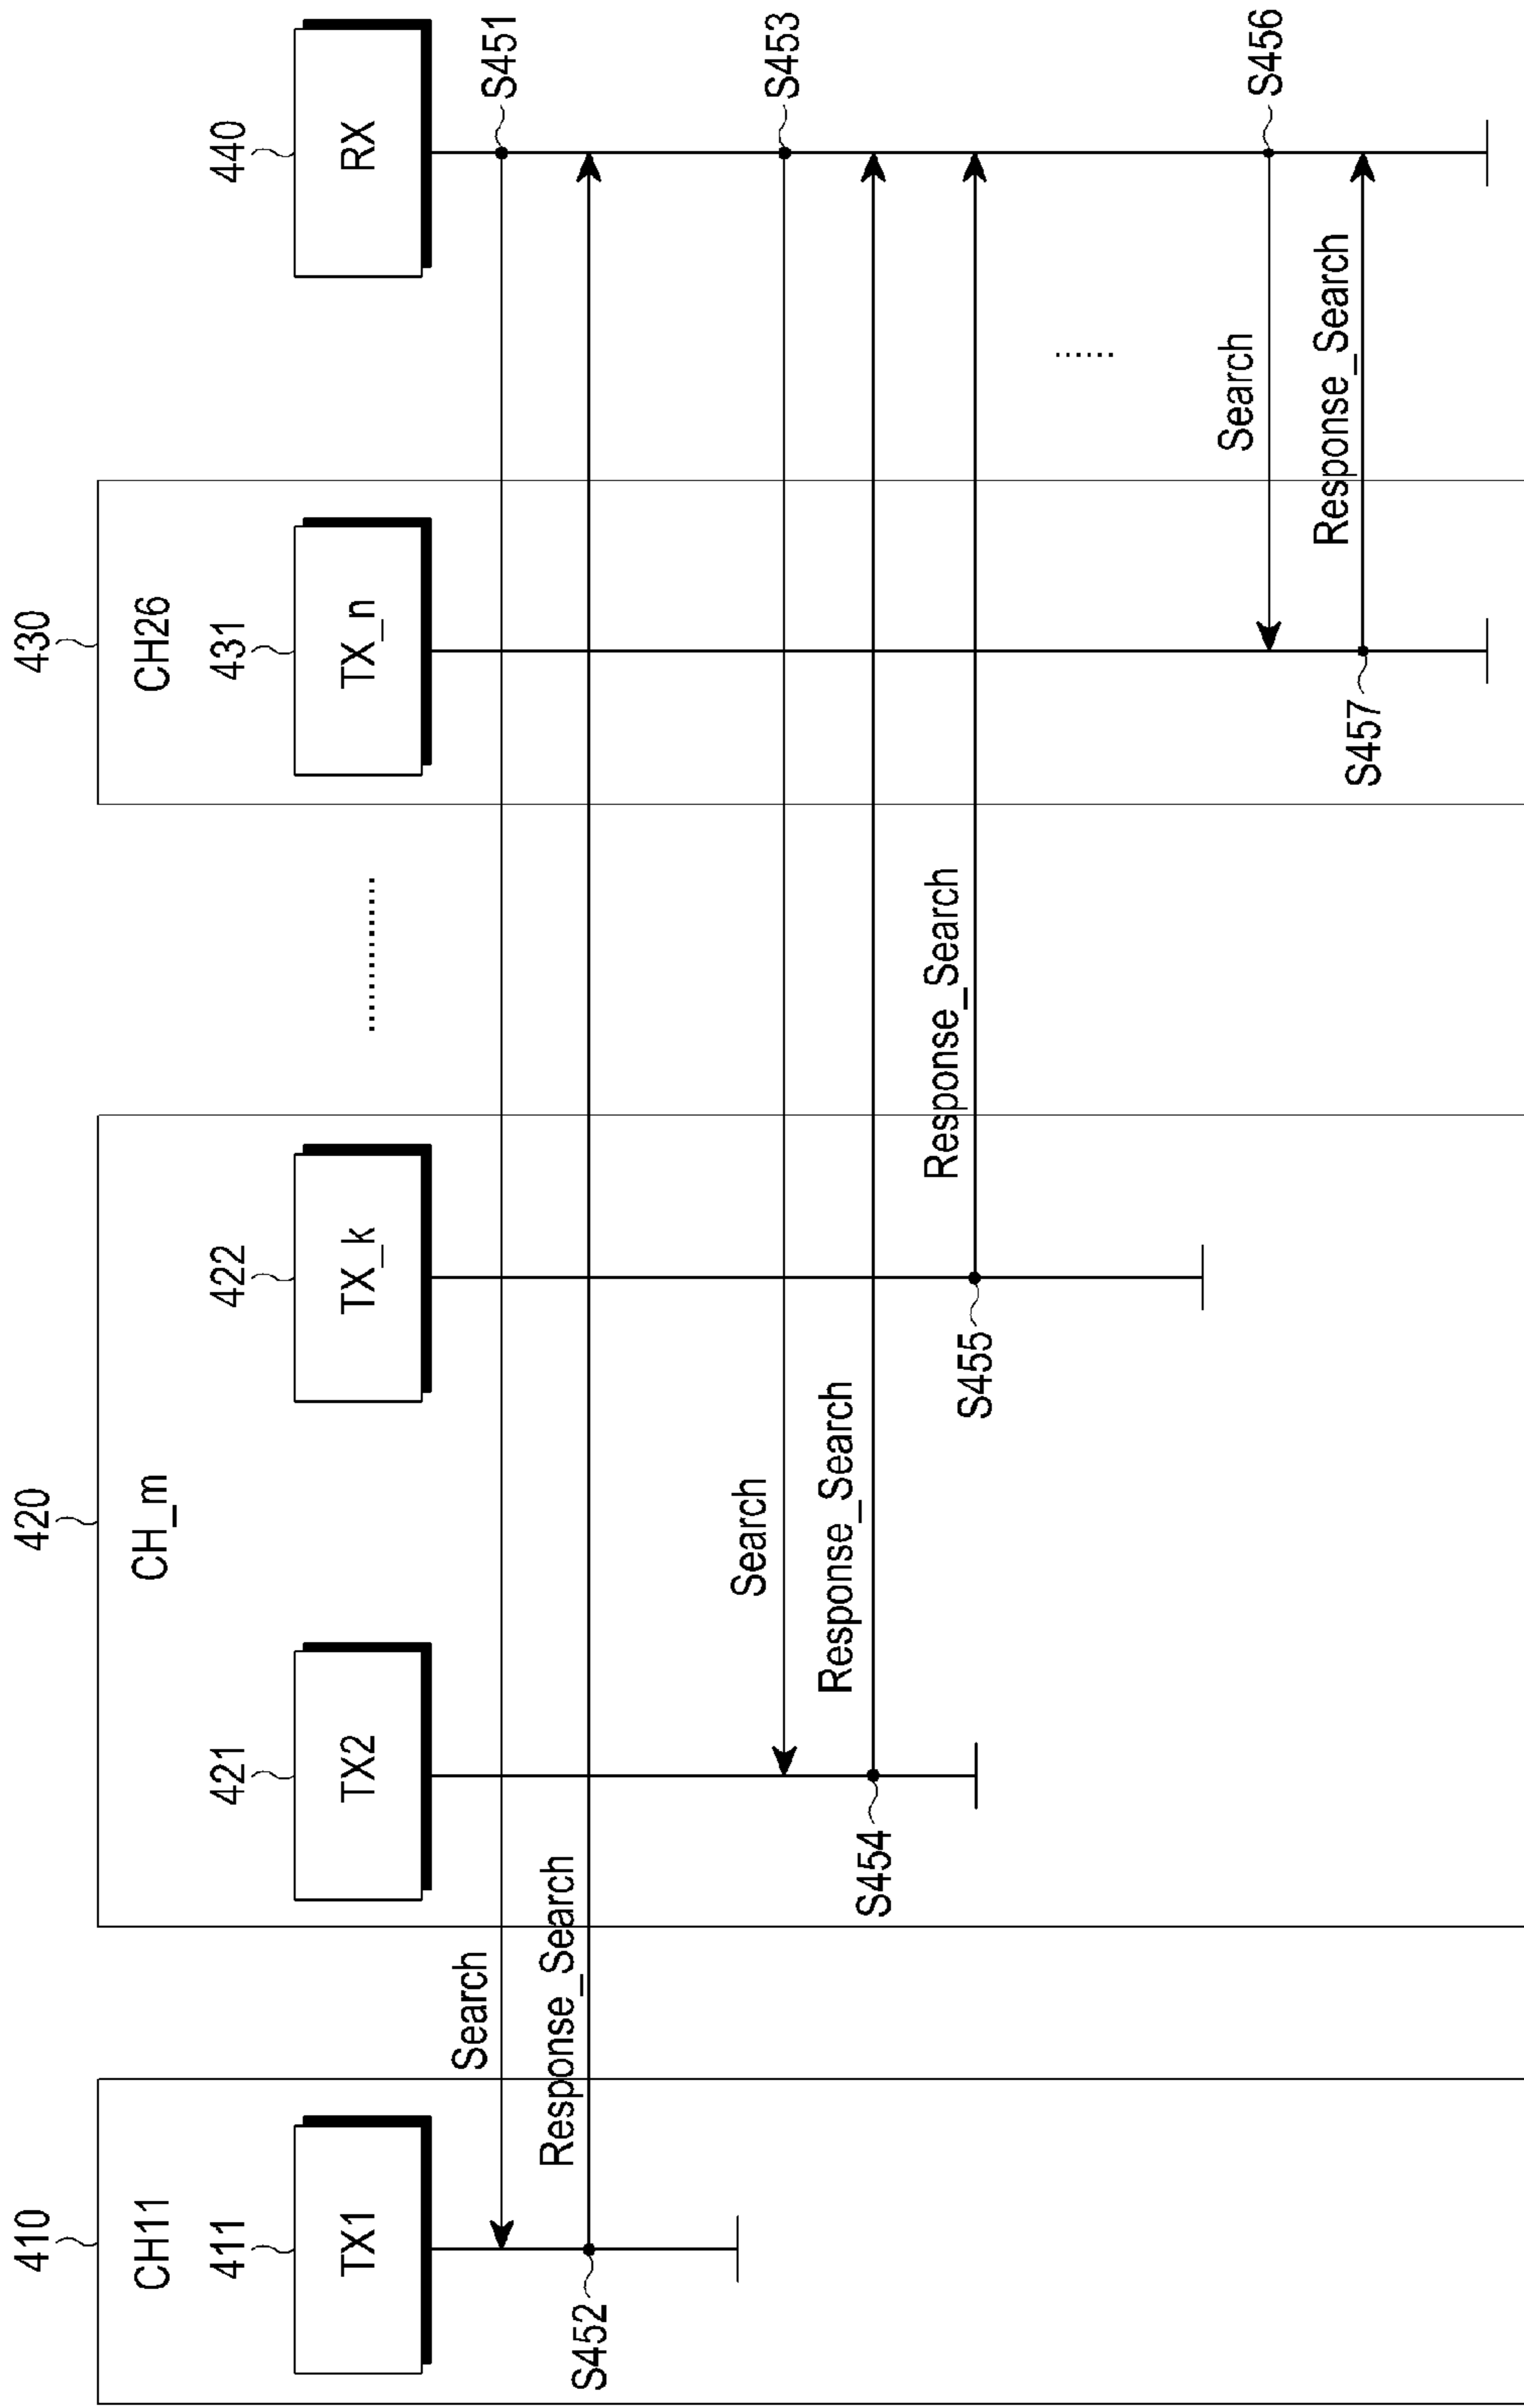 410
420
430
CH11
CH_m
CH26
411
421
422
431
440
TX1
TX2
TX_k
.........
TX_n
RX
Search
S451
Response_Search
S452
Search
S453
Response_Search
S454
Response_Search
S455
......
Search
S456
Response_Search
S457